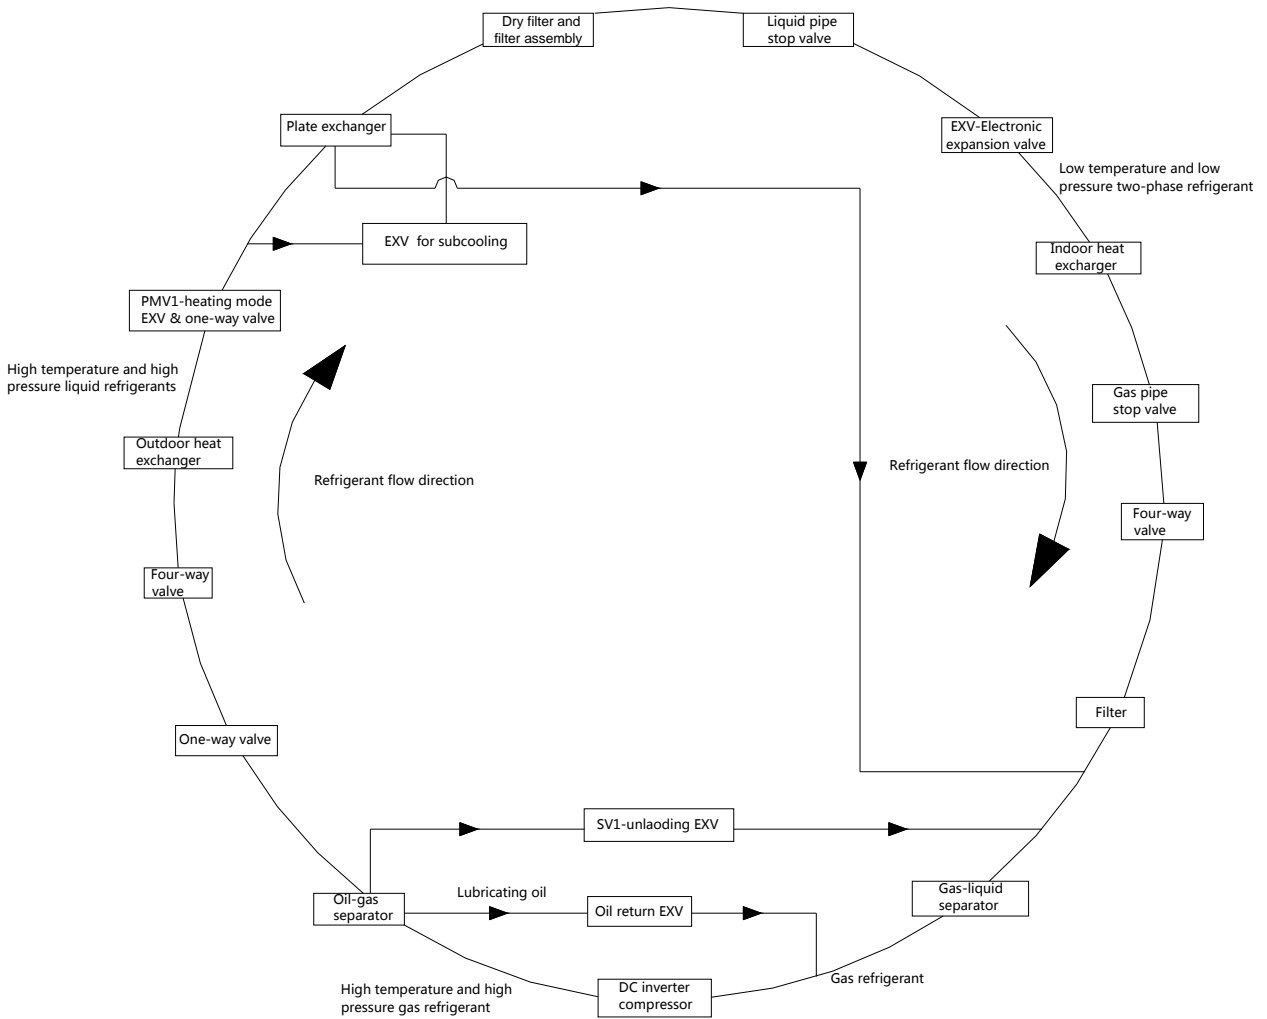 Dry filter and
filter assembly
Liquid pipe
stop valve
Plate exchanger
EXV-Electronic
expansion valve
Low temperature and low
pressure two-phase refrigerant
EXV for subcooling
Indoor heat
excharger
PMV1-heating mode
EXV & one-way valve
High temperature and high
pressure liquid refrigerants
Gas pipe
stop valve
Outdoor heat
exchanger
Refrigerant flow direction
Refrigerant flow direction
Four-way
valve
Four-way
valve
Filter
One-way valve
SV1-unlaoding EXV
Oil-gas
separator
Lubricating oil
Oil return EXV
Gas-liquid
separator
High temperature and high
pressure gas refrigerant
DC inverter
compressor
Gas refrigerant